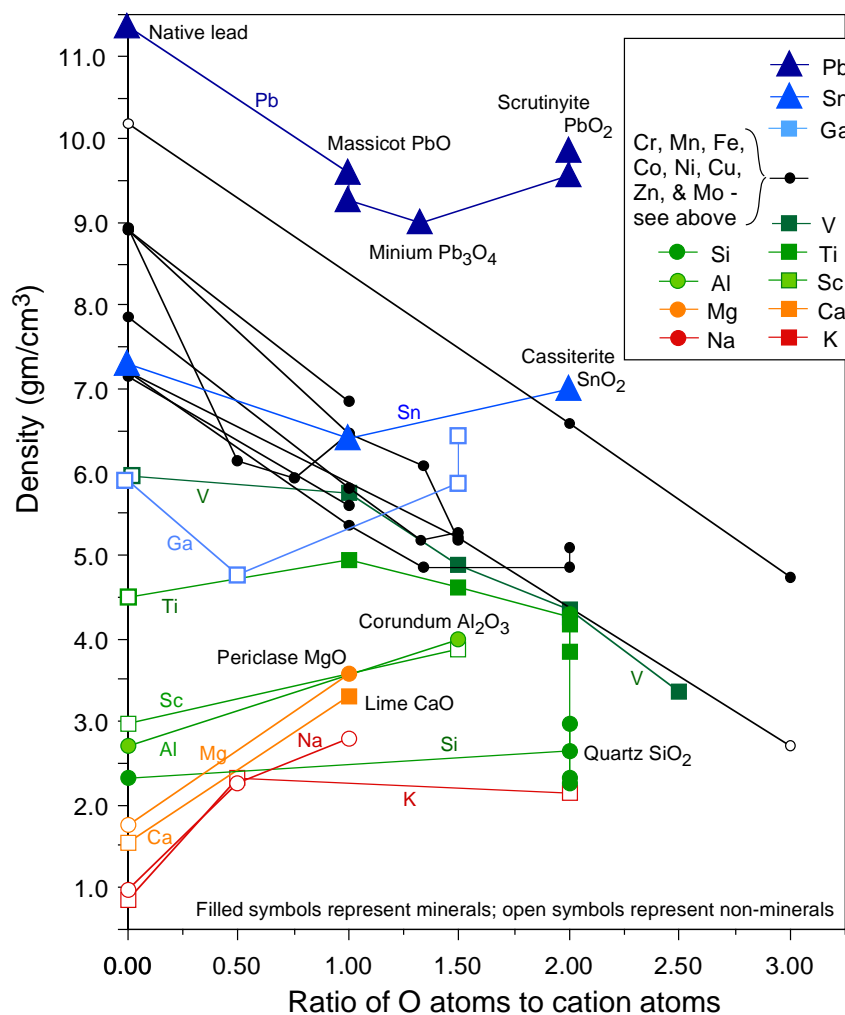 Native lead
11.0
Pb
Scrutinyite
PbO2
Massicot PbO
10.0
Minium Pb3O4
9.0
8.0
7.0
6.0
5.0
4.0
3.0
2.0
1.0
Density (gm/cm3)
Pb
Sn
Ga
Cr, Mn, Fe,
Co, Ni, Cu,
Zn, & Mo -
see above
V
Si
Ti
Al
Sc
Mg
Ca
Na
K
Cassiterite
SnO2
Sn
V
Ga
Ti
Corundum Al2O3
Periclase MgO
Sc
Lime CaO
V
Al
Mg
Na
Si
Quartz SiO2
K
Ca
Filled symbols represent minerals; open symbols represent non-minerals
0.00 0.50 1.00 1.50 2.00 2.50 3.00
Ratio of O atoms to cation atoms